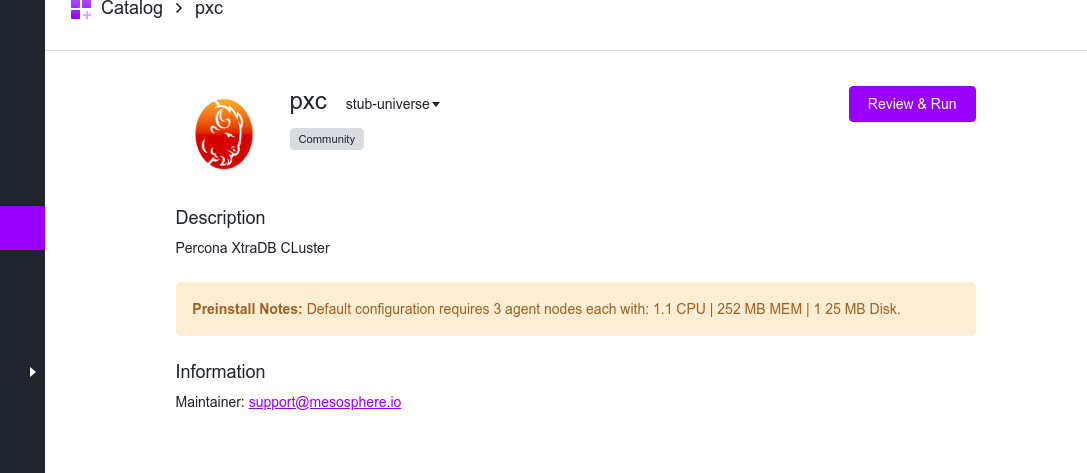 Catalog > pxc
pxc stub-universe
Review & Run
Community
Description
Percona XtraDB CLuster
Preinstall Notes: Default configuration requires 3 agent nodes each with: 1.1 CPU | 252 MB MEM | 1 25 MB Disk.
Information
Maintainer: support@mesosphere.io